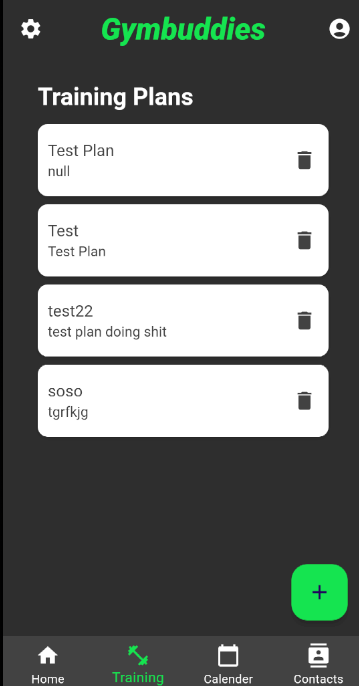 Gymbuddies
Training Plans
Test Plan
null
Test
Test Plan
test22
test plan doing shit
soso
tgrfkjg
Home
Training
Calender
Contacts